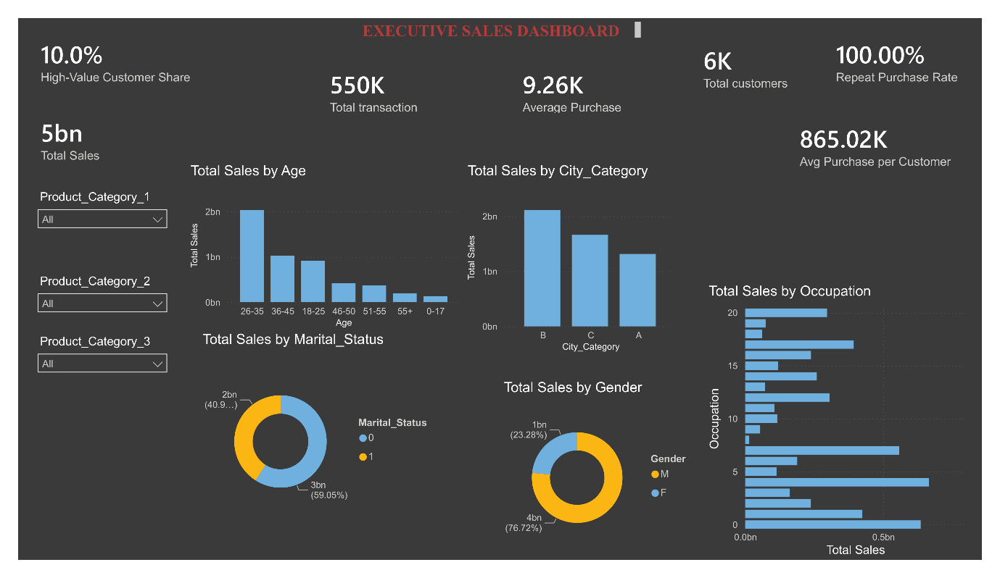 EXECUTIVE SALES DASHBOARD
10.0%
High-Value Customer Share
550K
Total transaction
9.26K
Average Purchase
6K
Total customers
100.00%
Repeat Purchase Rate
5bn
Total Sales
865.02K
Avg Purchase per Customer
Product_Category_1
All
Product_Category_2
All
Product_Category_3
All
Total Sales by Age
Total Sales
2bn
1bn
0bn
26-35 36-45 18-25 46-50 51-55 55+ 0-17
Age
Total Sales by City_Category
Total Sales
2bn
1bn
0bn
B C A
City_Category
Total Sales by Marital_Status
2bn
(40.9...)
3bn
(59.05%)
Marital_Status
0
1
Total Sales by Gender
1bn
(23.28%)
4bn
(76.72%)
Gender
M
F
Total Sales by Occupation
Occupation
20
15
10
5
0
0.0bn 0.5bn
Total Sales